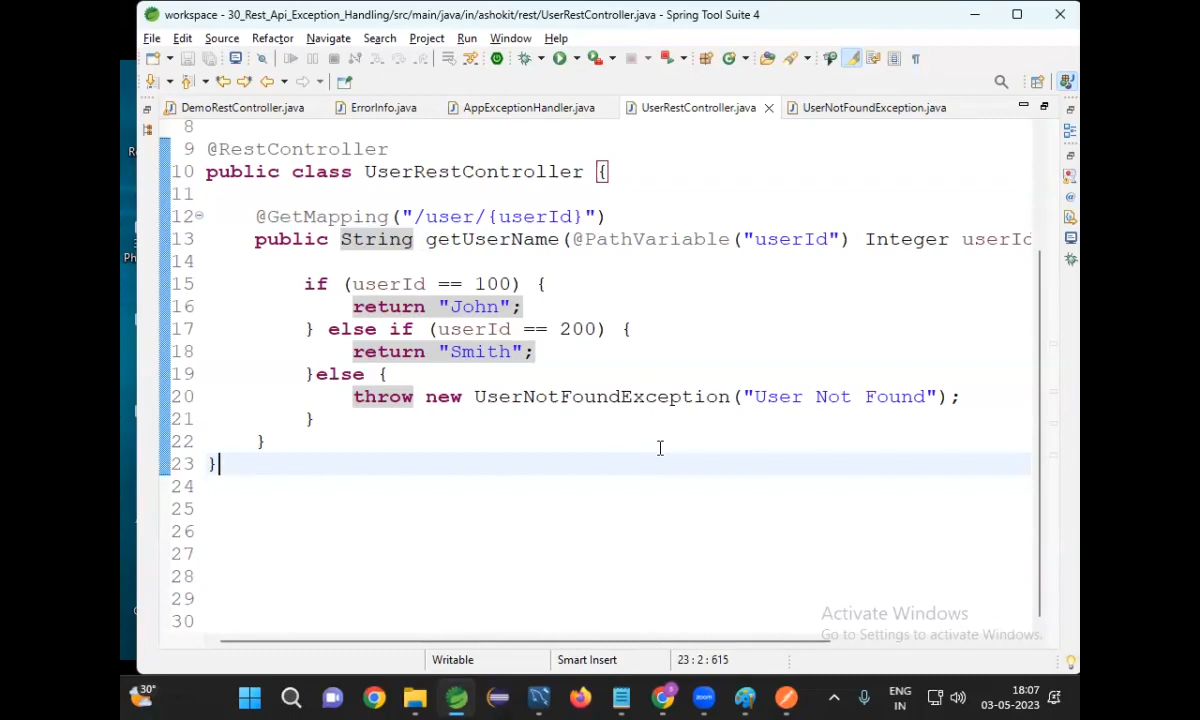 workspace - 30_Rest_Api_Exception_Handling/src/main/java/in/ashokit/rest/UserRestController.java - Spring Tool Suite 4
File Edit Source Refactor Navigate Search Project Run Window Help
DemoRestController.java ErrorInfo.java AppExceptionHandler.java UserRestController.java UserNotFoundException.java
8
9 @RestController
10 public class UserRestController {
11
12 @GetMapping("/user/{userId}")
13 public String getUserName(@PathVariable("userId") Integer userId
14
15 if (userId == 100) {
16 return "John";
17 } else if (userId == 200) {
18 return "Smith";
19 }else {
20 throw new UserNotFoundException("User Not Found");
21 }
22 }
23 }
24
25
26
27
28
29
30
Activate Windows
Go to Settings to activate Windows.
Writable Smart Insert 23 : 2 : 615
30° ENG 18:07
IN 03-05-2023